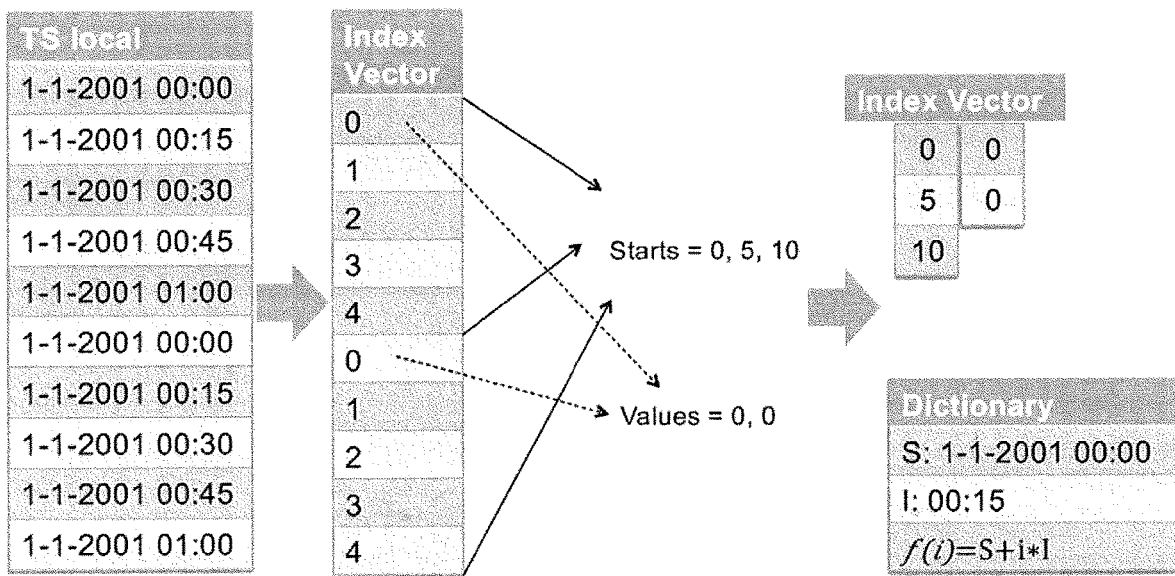 TS local
1-1-2001 00:00
1-1-2001 00:15
1-1-2001 00:30
1-1-2001 00:45
1-1-2001 01:00
1-1-2001 00:00
1-1-2001 00:15
1-1-2001 00:30
1-1-2001 00:45
1-1-2001 01:00
Index
Vector
0
1
2
3
4
0
1
2
3
4
Starts = 0, 5, 10
Values = 0, 0
Index Vector
0 0
5 0
10
Dictionary
S: 1-1-2001 00:00
I: 00:15
f(i)=S+i*I